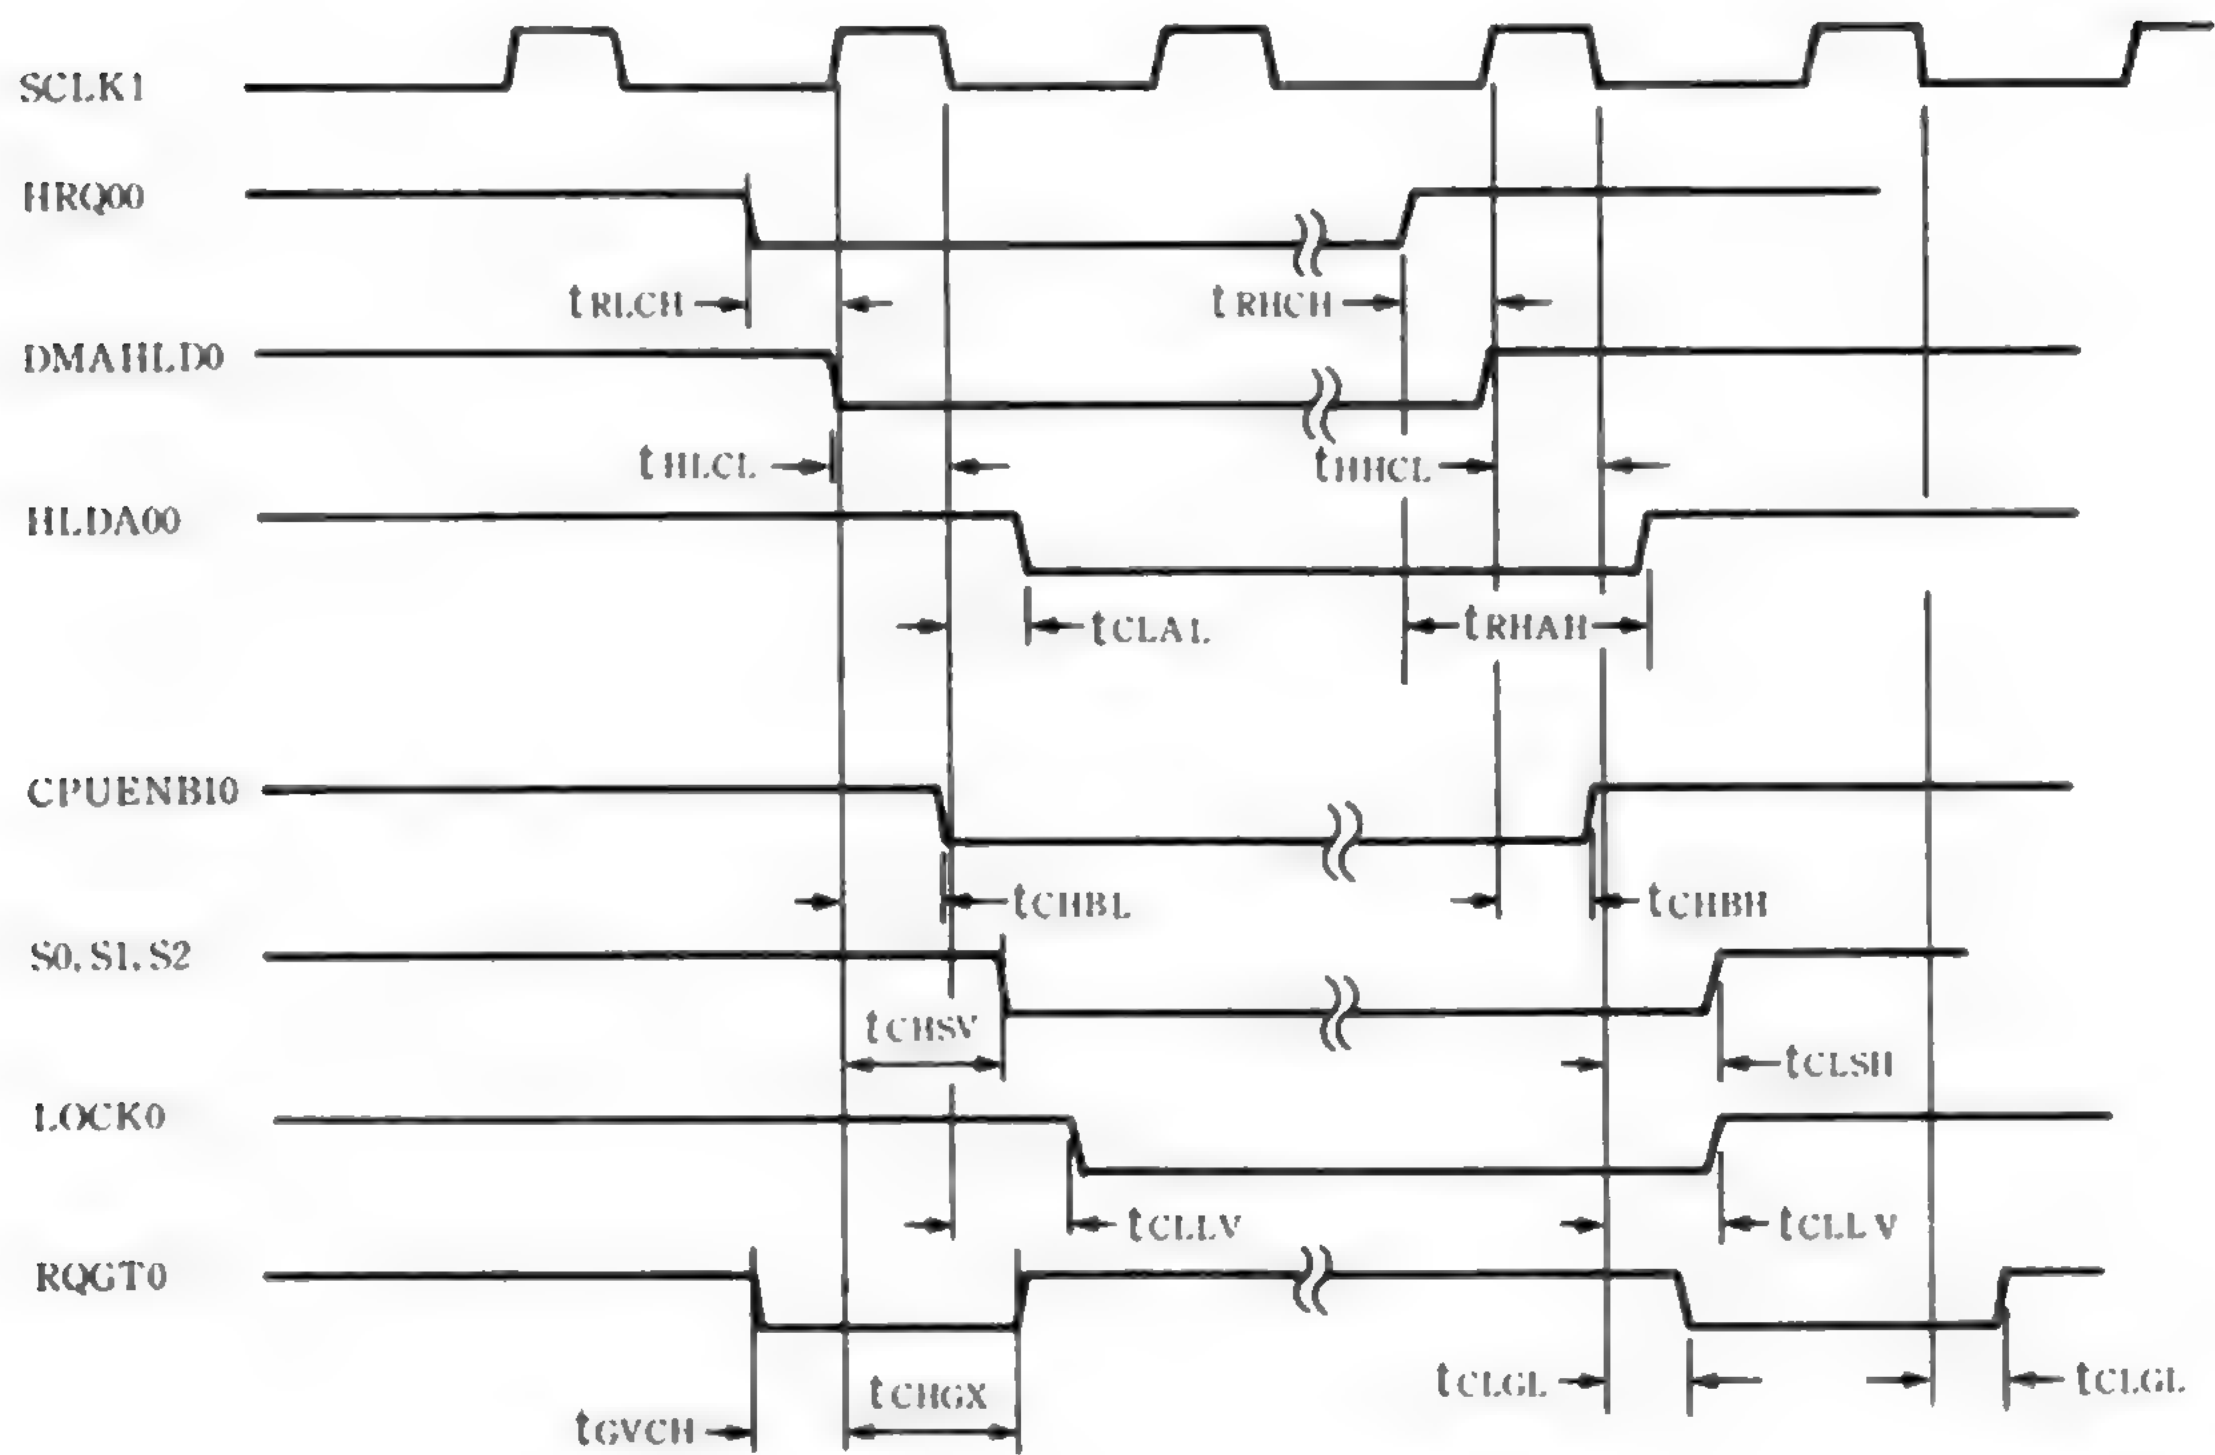 SCLK1
HRQ00
tRLCH tRHCH
DMAHLD0
tHLCL tHHCL
HLDA00
tCLAL tRHAH
CPUENB10
tCHBL tCHBH
S0, S1, S2
tCHSV
tCLSH
LOCK0
tCLLV tCLLV
RQGT0
tCHGX tCLGL tCLGL
tGVCH